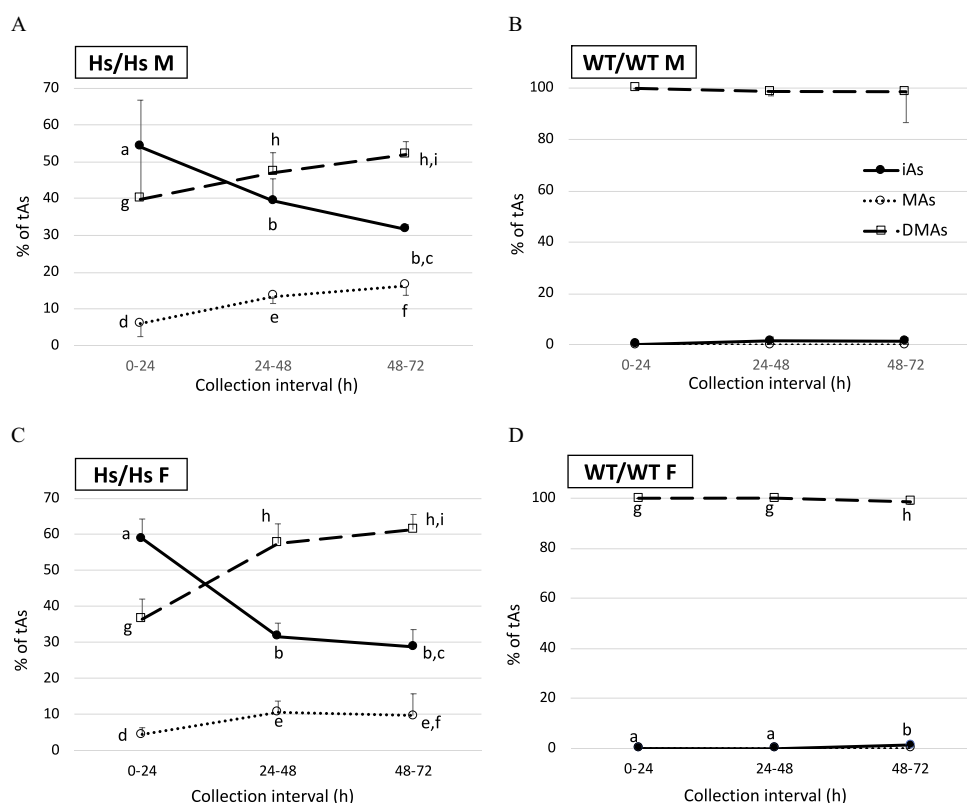 A
Hs/Hs M
70
60
50
40
30
20
10
0
% of tAs
a
g
d
h
b
e
h,i
b,c
f
0-24
24-48
48-72
Collection interval (h)
B
WT/WT M
100
80
60
40
20
0
% of tAs
iAs
MAs
DMAs
0-24
24-48
48-72
Collection interval (h)
C
Hs/Hs F
70
60
50
40
30
20
10
0
% of tAs
a
g
d
h
b
e
h,i
b,c
e,f
0-24
24-48
48-72
Collection interval (h)
D
WT/WT F
100
80
60
40
20
0
% of tAs
g
g
h
a
a
b
0-24
24-48
48-72
Collection interval (h)